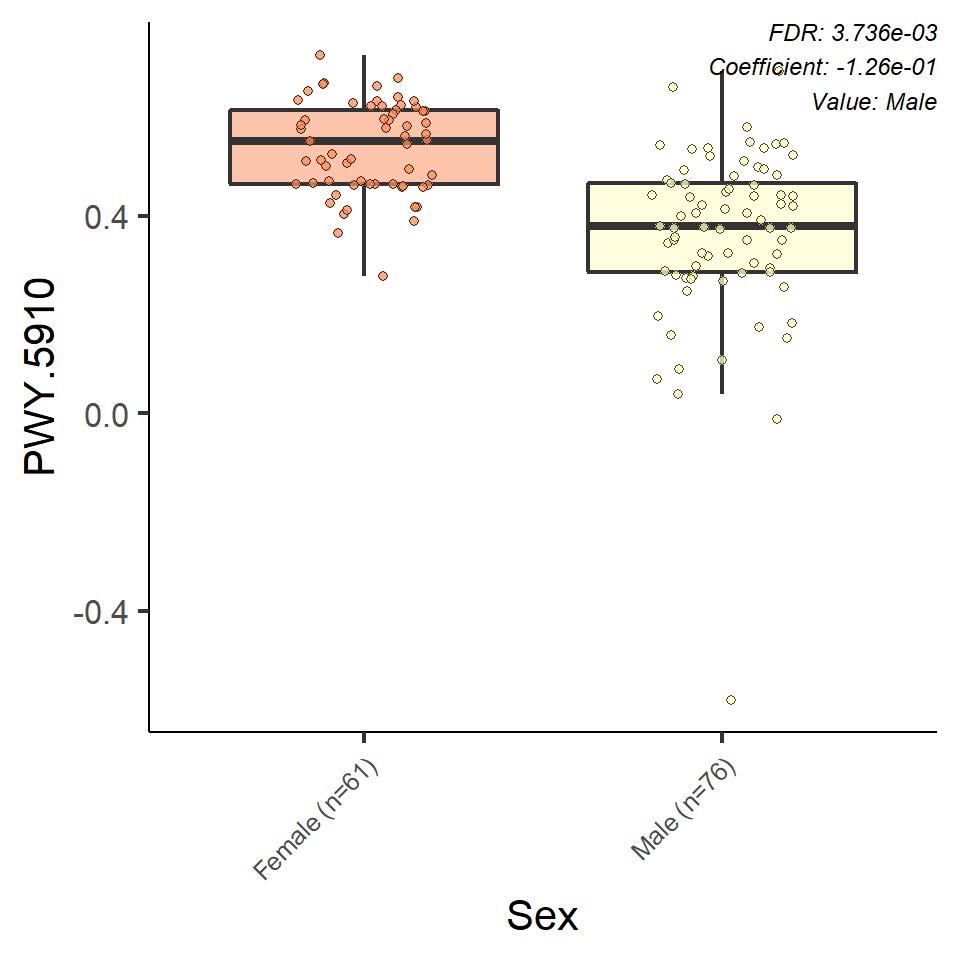 FDR: 3.736e-03
Coefficient: -1.26e-01
Value: Male
PWY.5910
0.4
0.0
-0.4
Female (n=61)
Male (n=76)
Sex